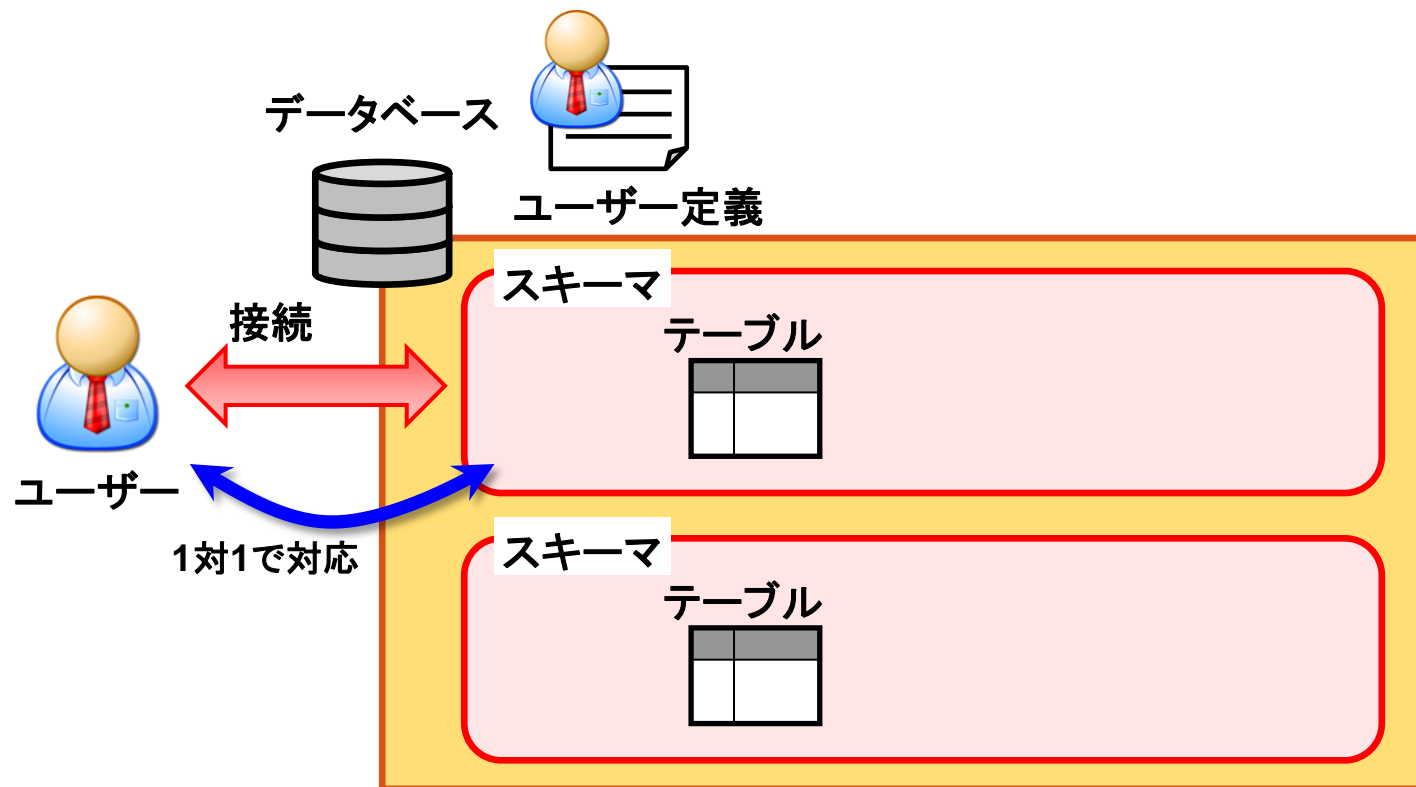 データベース
ユーザー定義
スキーマ
テーブル
接続
ユーザー
1対1で対応
スキーマ
テーブル